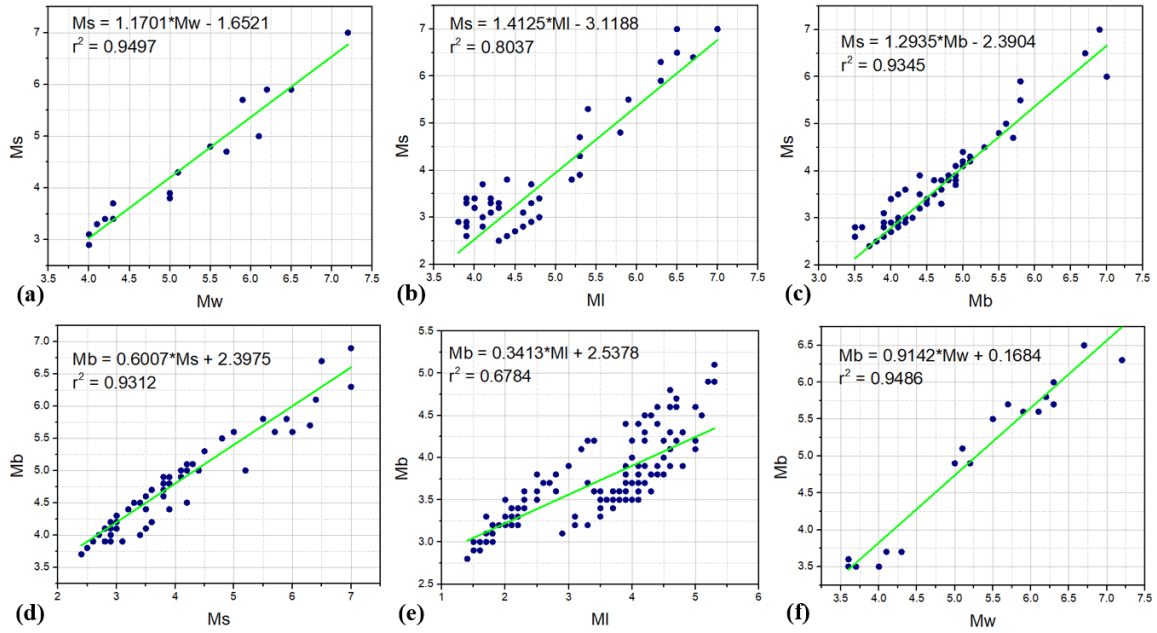 Ms = 1.1701*Mw - 1.6521
r² = 0.9497
7
6
5
4
3
Ms
4.0 4.5 5.0 5.5 6.0 6.5 7.0 7.5
(a) Mw
Ms = 1.4125*Ml - 3.1188
r² = 0.8037
7
6
5
4
3
2
Ms
3.5 4.0 4.5 5.0 5.5 6.0 6.5 7.0 7.5
(b) Ml
Ms = 1.2935*Mb - 2.3904
r² = 0.9345
7
6
5
4
3
2
Ms
3.0 3.5 4.0 4.5 5.0 5.5 6.0 6.5 7.0 7.5
(c) Mb
Mb = 0.6007*Ms + 2.3975
r² = 0.9312
7.0
6.5
6.0
5.5
5.0
4.5
4.0
3.5
Mb
2 3 4 5 6 7
(d) Ms
Mb = 0.3413*Ml + 2.5378
r² = 0.6784
5.5
5.0
4.5
4.0
3.5
3.0
2.5
Mb
1 2 3 4 5 6
(e) Ml
Mb = 0.9142*Mw + 0.1684
r² = 0.9486
6.5
6.0
5.5
5.0
4.5
4.0
3.5
Mb
3.5 4.0 4.5 5.0 5.5 6.0 6.5 7.0 7.5
(f) Mw